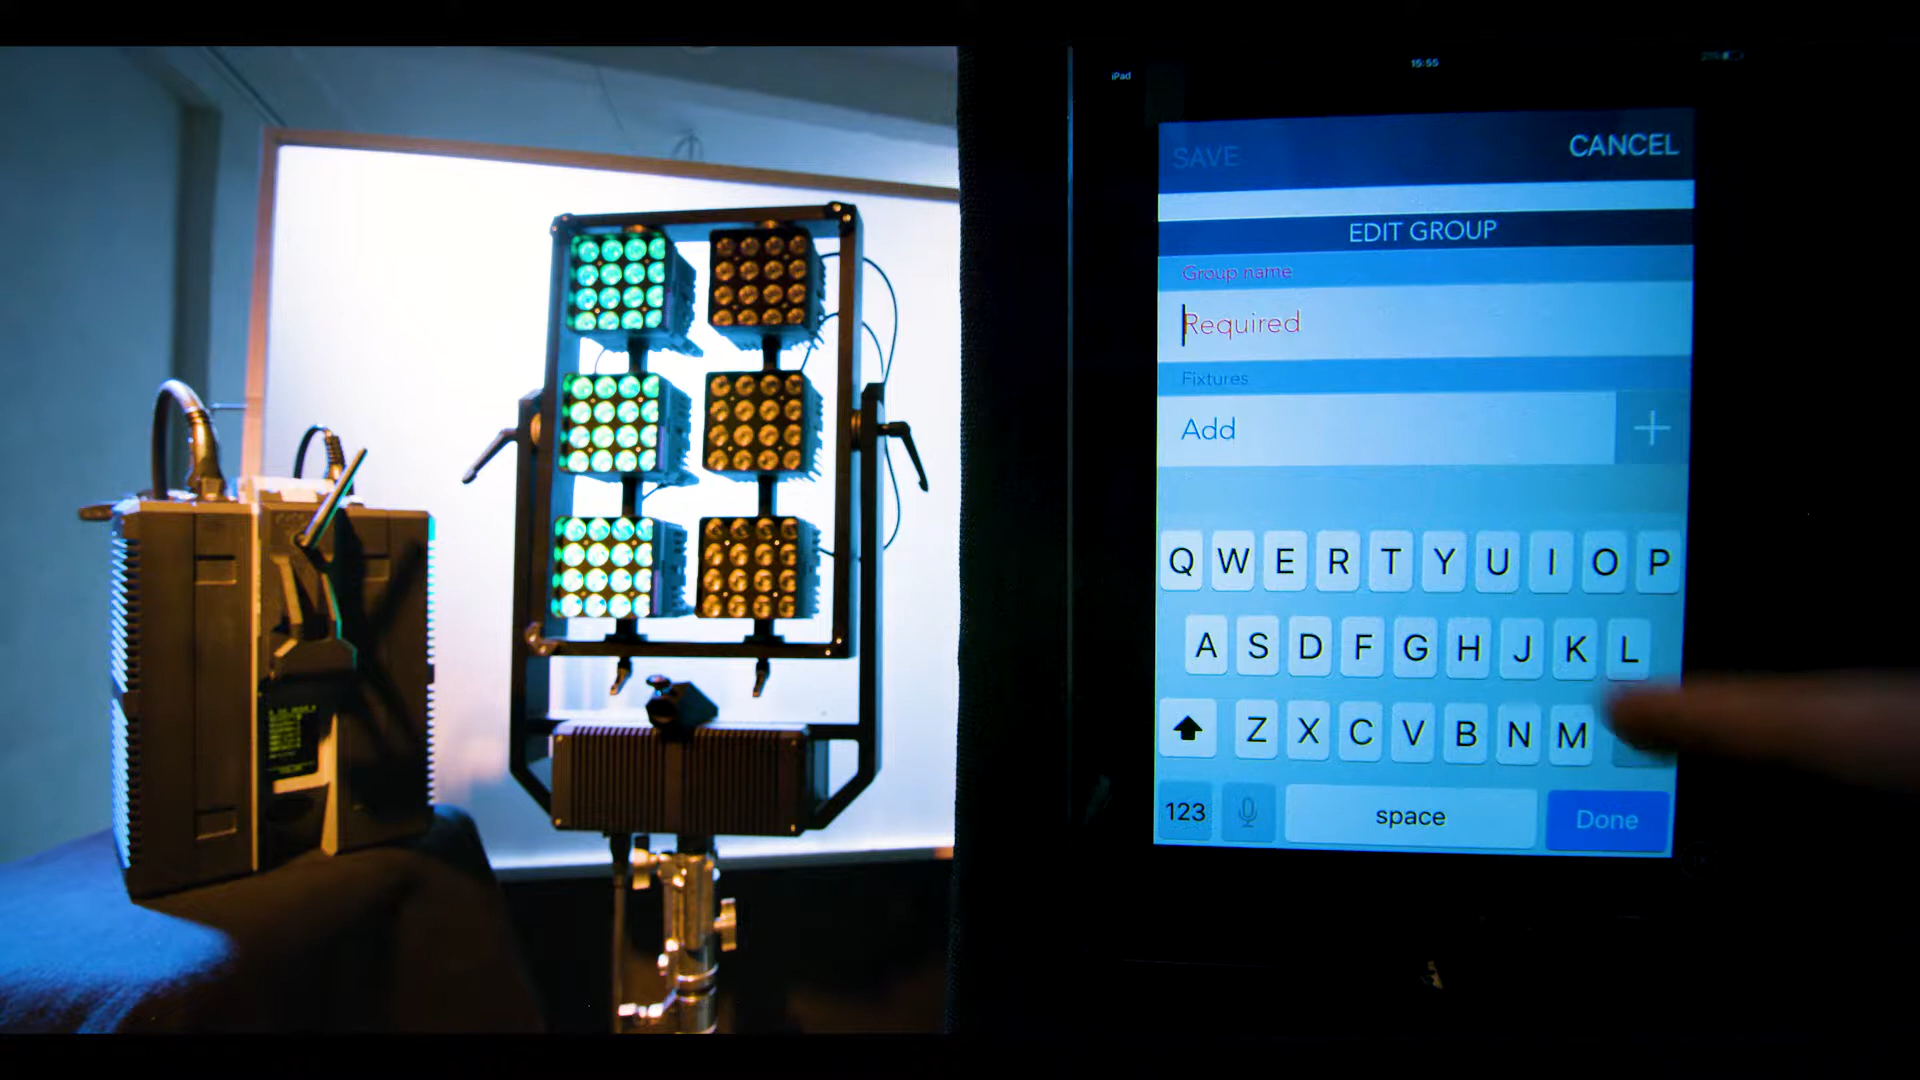 iPad
15:55
SAVE
CANCEL
EDIT GROUP
Group name
Required
Fixtures
Add
Q W E R T Y U I O P
A S D F G H J K L
Z X C V B N M
123
space
Done